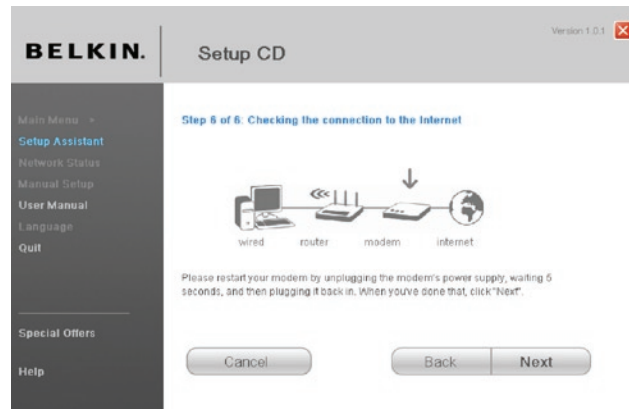 BELKIN.
Setup CD
Version 1.0.1
Main Menu
Setup Assistant
Network Status
Manual Setup
User Manual
Language
Quit
Special Offers
Help
Step 6 of 6: Checking the connection to the Internet
wired router modem internet
Please restart your modem by unplugging the modem's power supply, waiting 5
seconds, and then plugging it back in. When you've done that, click "Next".
Cancel
Back
Next